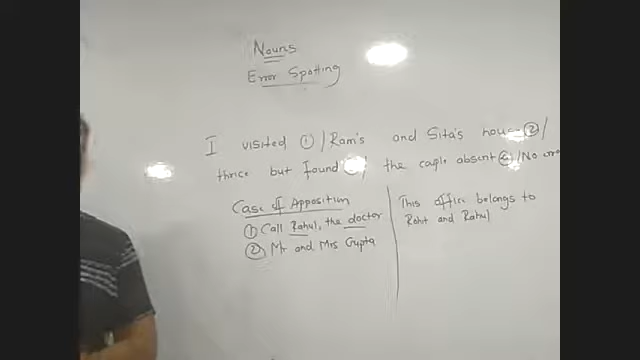 Nouns
Error Spotting
I visited ① / Ram's and Sita's house ② /
thrice but found / the couple absent ④ / No
Case of Apposition
① Call Rahul, the doctor
② Mr and Mrs Gupta
This office belongs to
Rohit and Rahul